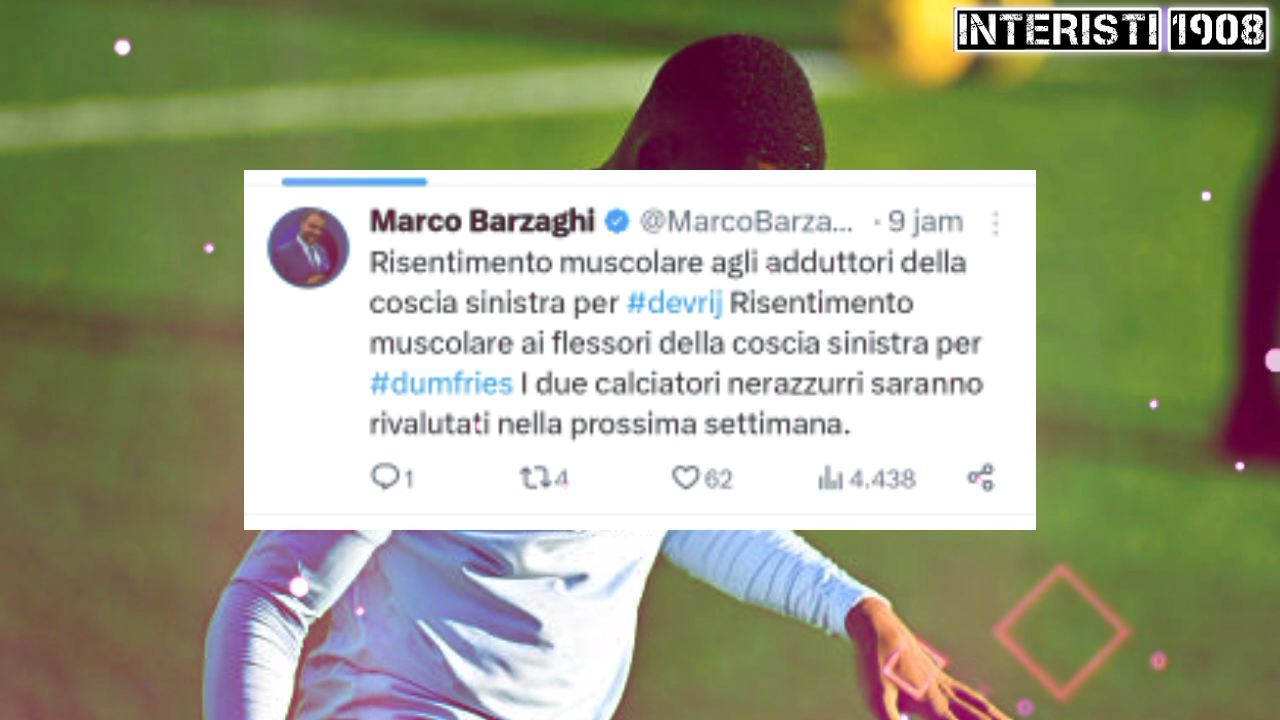 INTERISTI 1908
Marco Barzaghi @MarcoBarza... · 9 jam
Risentimento muscolare agli adduttori della
coscia sinistra per #devrij Risentimento
muscolare ai flessori della coscia sinistra per
#dumfries I due calciatori nerazzurri saranno
rivalutati nella prossima settimana.
1 4 62 4.438